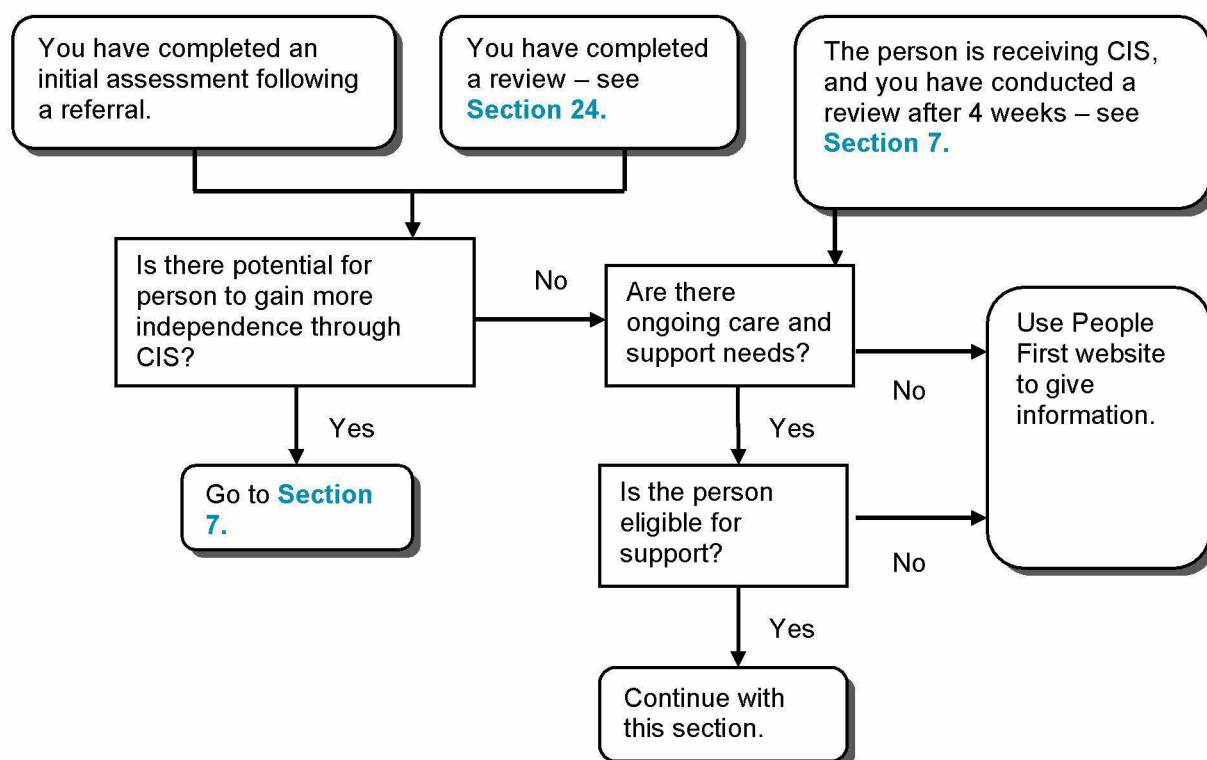 You have completed an
initial assessment following
a referral.
You have completed
a review – see
Section 24.
The person is receiving CIS,
and you have conducted a
review after 4 weeks – see
Section 7.
Is there potential for
person to gain more
independence through
CIS?
No
Are there
ongoing care and
support needs?
No
Use People
First website
to give
information.
Yes
Go to Section
7.
Yes
Is the person
eligible for
support?
No
Yes
Continue with
this section.